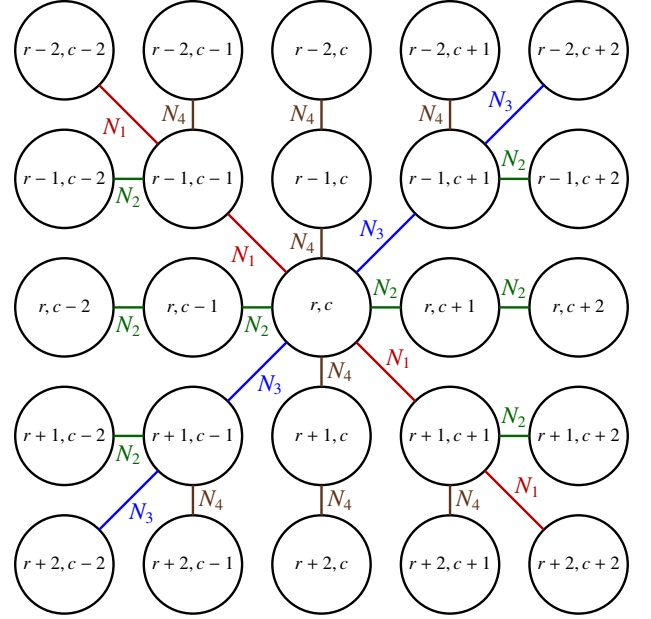 r − 2, c − 2 r − 2, c − 1 r − 2, c r − 2, c + 1 r − 2, c + 2
N₁ N₄ N₄ N₄ N₃
r − 1, c − 2 N₂ r − 1, c − 1 r − 1, c r − 1, c + 1 N₂ r − 1, c + 2
N₁ N₄ N₃
r, c − 2 N₂ r, c − 1 N₂ r, c N₂ r, c + 1 N₂ r, c + 2
N₃ N₄ N₁
r + 1, c − 2 N₂ r + 1, c − 1 r + 1, c r + 1, c + 1 N₂ r + 1, c + 2
N₃ N₄ N₄ N₄ N₁
r + 2, c − 2 r + 2, c − 1 r + 2, c r + 2, c + 1 r + 2, c + 2